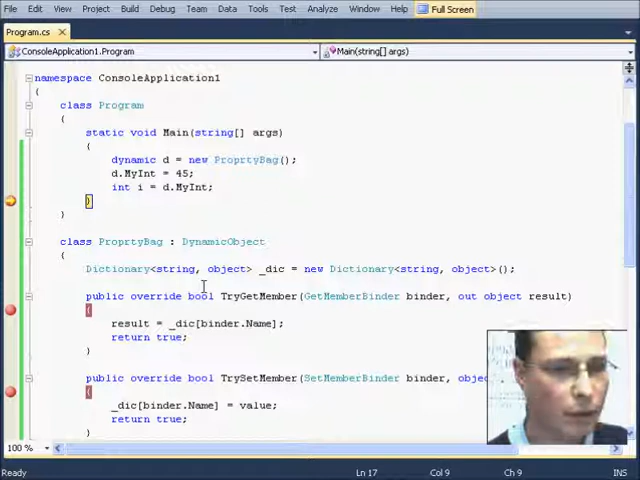 File Edit View Project Build Debug Team Data Tools Test Analyze Window Help Full Screen
Program.cs
ConsoleApplication1.Program Main(string[] args)
namespace ConsoleApplication1
{
class Program
{
static void Main(string[] args)
{
dynamic d = new ProprtyBag();
d.MyInt = 45;
int i = d.MyInt;
}
}
class ProprtyBag : DynamicObject
{
Dictionary<string, object> _dic = new Dictionary<string, object>();
public override bool TryGetMember(GetMemberBinder binder, out object result)
{
result = _dic[binder.Name];
return true;
}
public override bool TrySetMember(SetMemberBinder binder, objec
{
_dic[binder.Name] = value;
return true;
}
100 %
Ready Ln 17 Col 9 Ch 9 INS